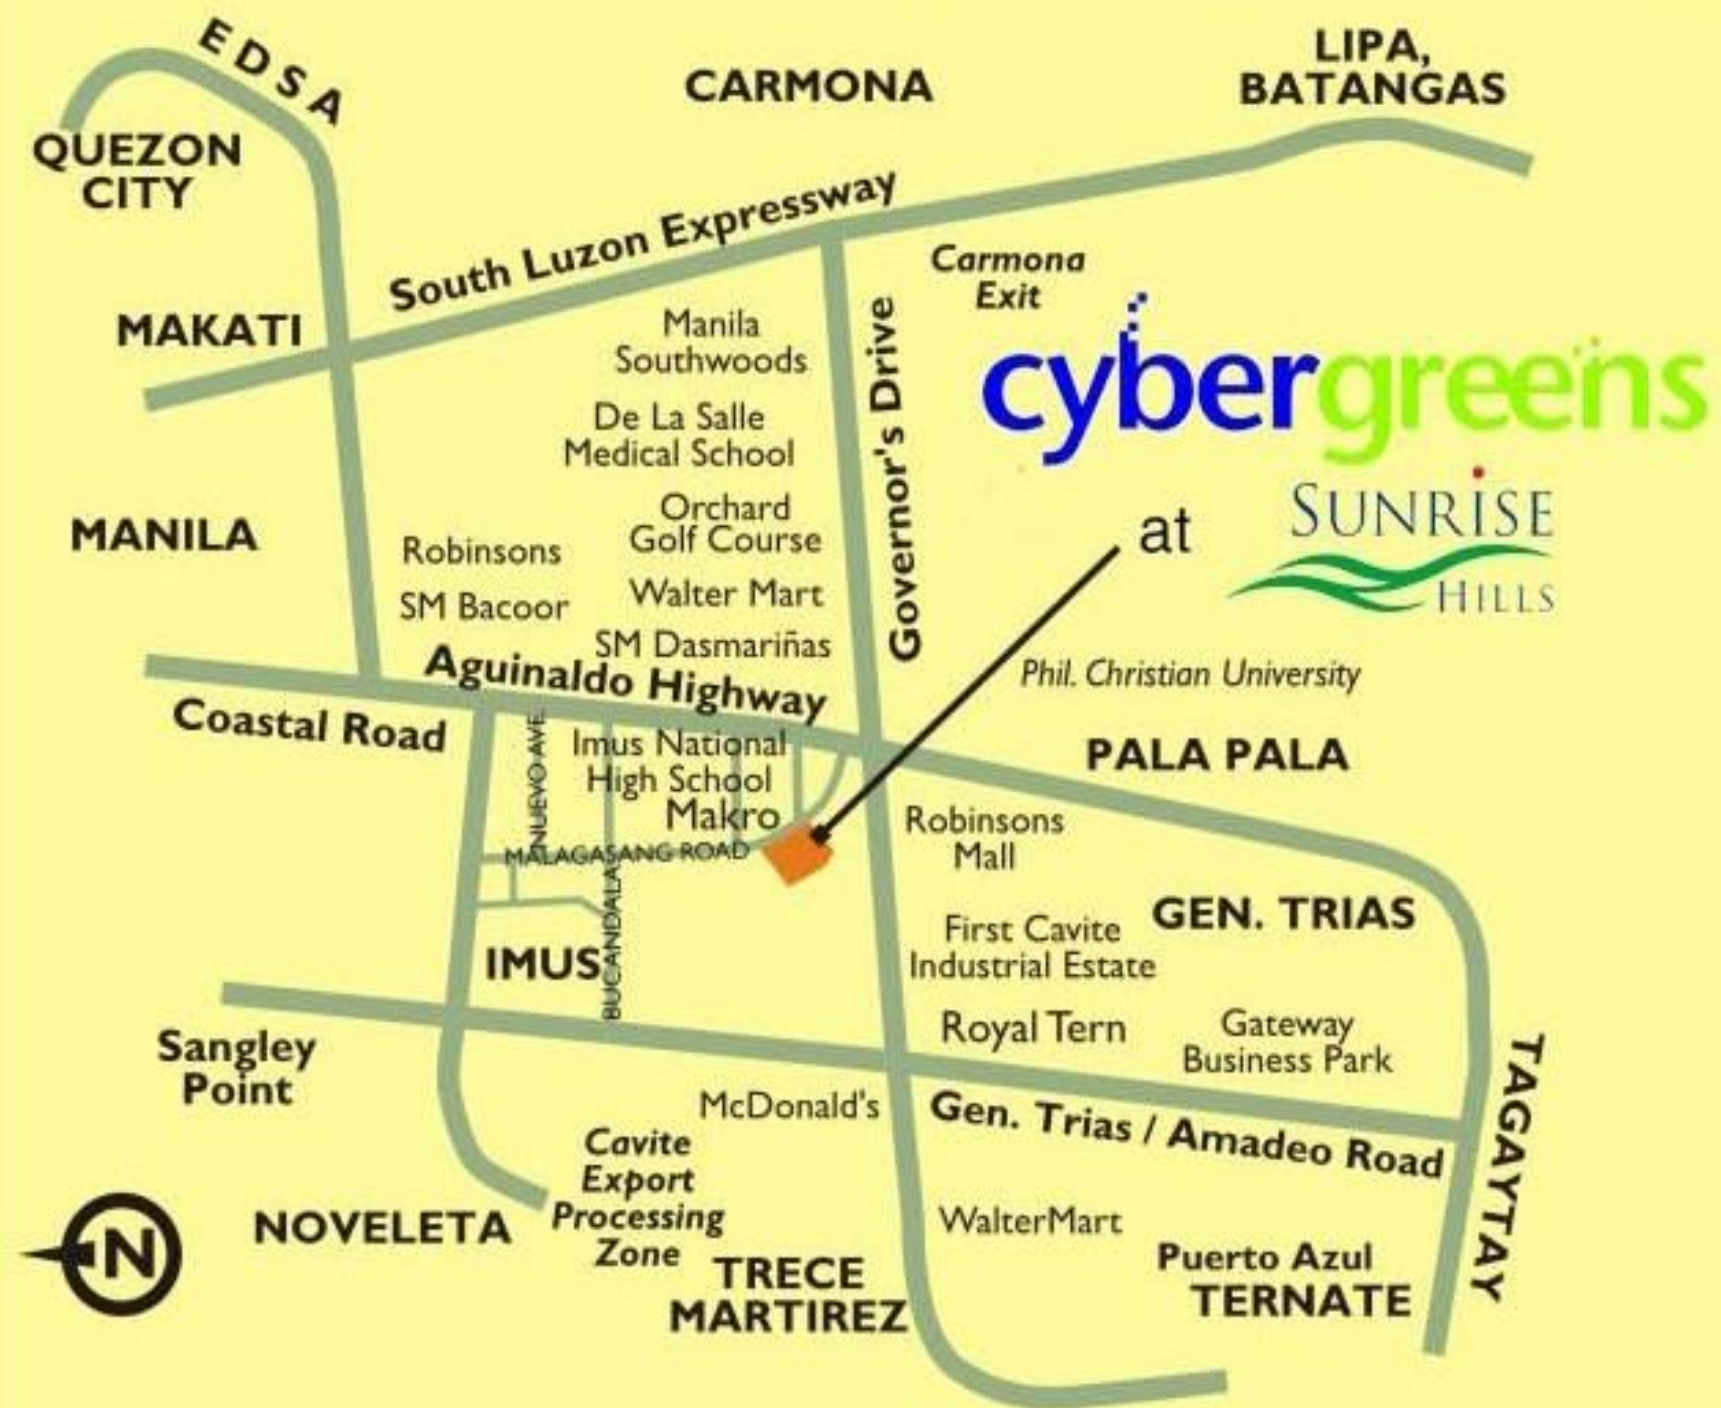 EDSA
QUEZON
CITY
CARMONA
LIPA,
BATANGAS
South Luzon Expressway
Carmona
Exit
MAKATI
Manila
Southwoods
Governor's Drive
cybergreens
De La Salle
Medical School
at
SUNRISE
HILLS
MANILA
Orchard
Golf Course
Robinsons
Walter Mart
SM Bacoor
SM Dasmariñas
Aguinaldo Highway
Phil. Christian University
Coastal Road
NUEVO AVE.
Imus National
High School
Makro
PALA PALA
MALAGASANG ROAD
Robinsons
Mall
BUCANDALA
GEN. TRIAS
First Cavite
Industrial Estate
IMUS
Sangley
Point
Royal Tern
Gateway
Business Park
TAGAYTAY
McDonald's
Gen. Trias / Amadeo Road
Cavite
Export
Processing
Zone
N
NOVELETA
WalterMart
TRECE
MARTIREZ
Puerto Azul
TERNATE